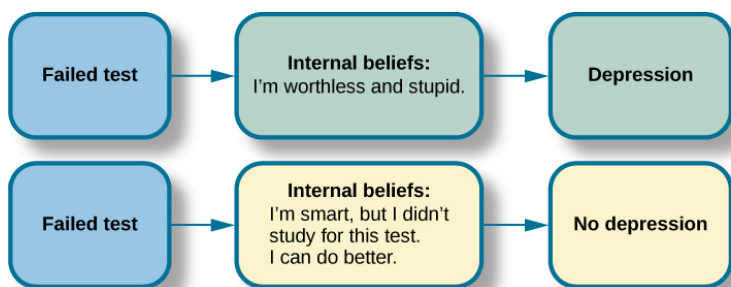 Failed test
Internal beliefs:
I'm worthless and stupid.
Depression
Failed test
Internal beliefs:
I'm smart, but I didn't
study for this test.
I can do better.
No depression